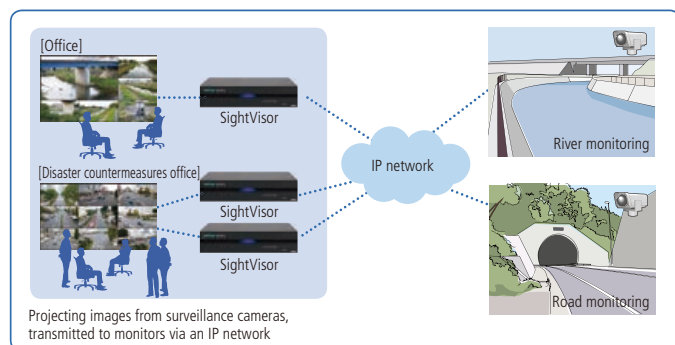 [Office]
SightVisor
[Disaster countermeasures office]
SightVisor
SightVisor
IP network
River monitoring
Road monitoring
Projecting images from surveillance cameras,
transmitted to monitors via an IP network